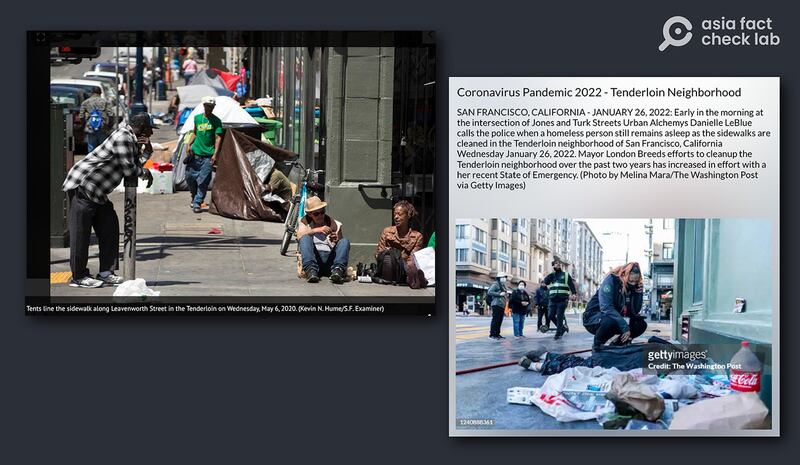 asia fact
check lab
Coronavirus Pandemic 2022 - Tenderloin Neighborhood
SAN FRANCISCO, CALIFORNIA - JANUARY 26, 2022: Early in the morning at
the intersection of Jones and Turk Streets Urban Alchemys Danielle LeBlue
calls the police when a homeless person still remains asleep as the sidewalks are
cleaned in the Tenderloin neighborhood of San Francisco, California
Wednesday January 26, 2022. Mayor London Breeds efforts to cleanup the
Tenderloin neighborhood over the past two years has increased in effort with a
her recent State of Emergency. (Photo by Melina Mara/The Washington Post
via Getty Images)
Tents line the sidewalk along Leavenworth Street in the Tenderloin on Wednesday, May 6, 2020. (Kevin N. Hume/S.F. Examiner)
gettyimages
Credit: The Washington Post
Coca-Cola
1240888361